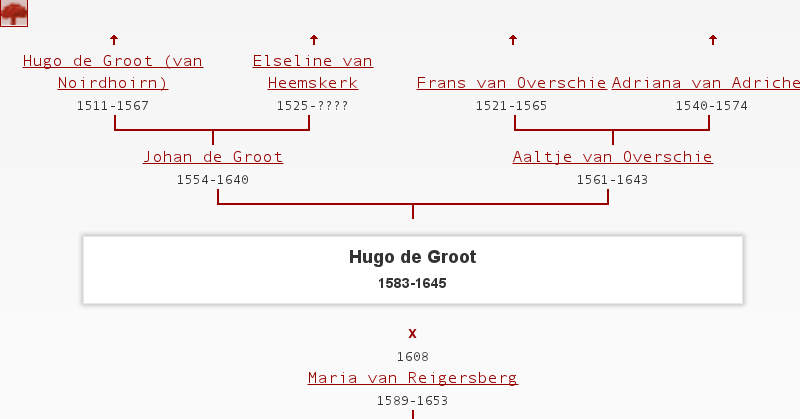 Hugo de Groot (van Noirdhoirn)
1511-1567
Elseline van Heemskerk
1525-????
Frans van Overschie
1521-1565
Adriana van Adriche
1540-1574
Johan de Groot
1554-1640
Aaltje van Overschie
1561-1643
Hugo de Groot
1583-1645
x
1608
Maria van Reigersberg
1589-1653